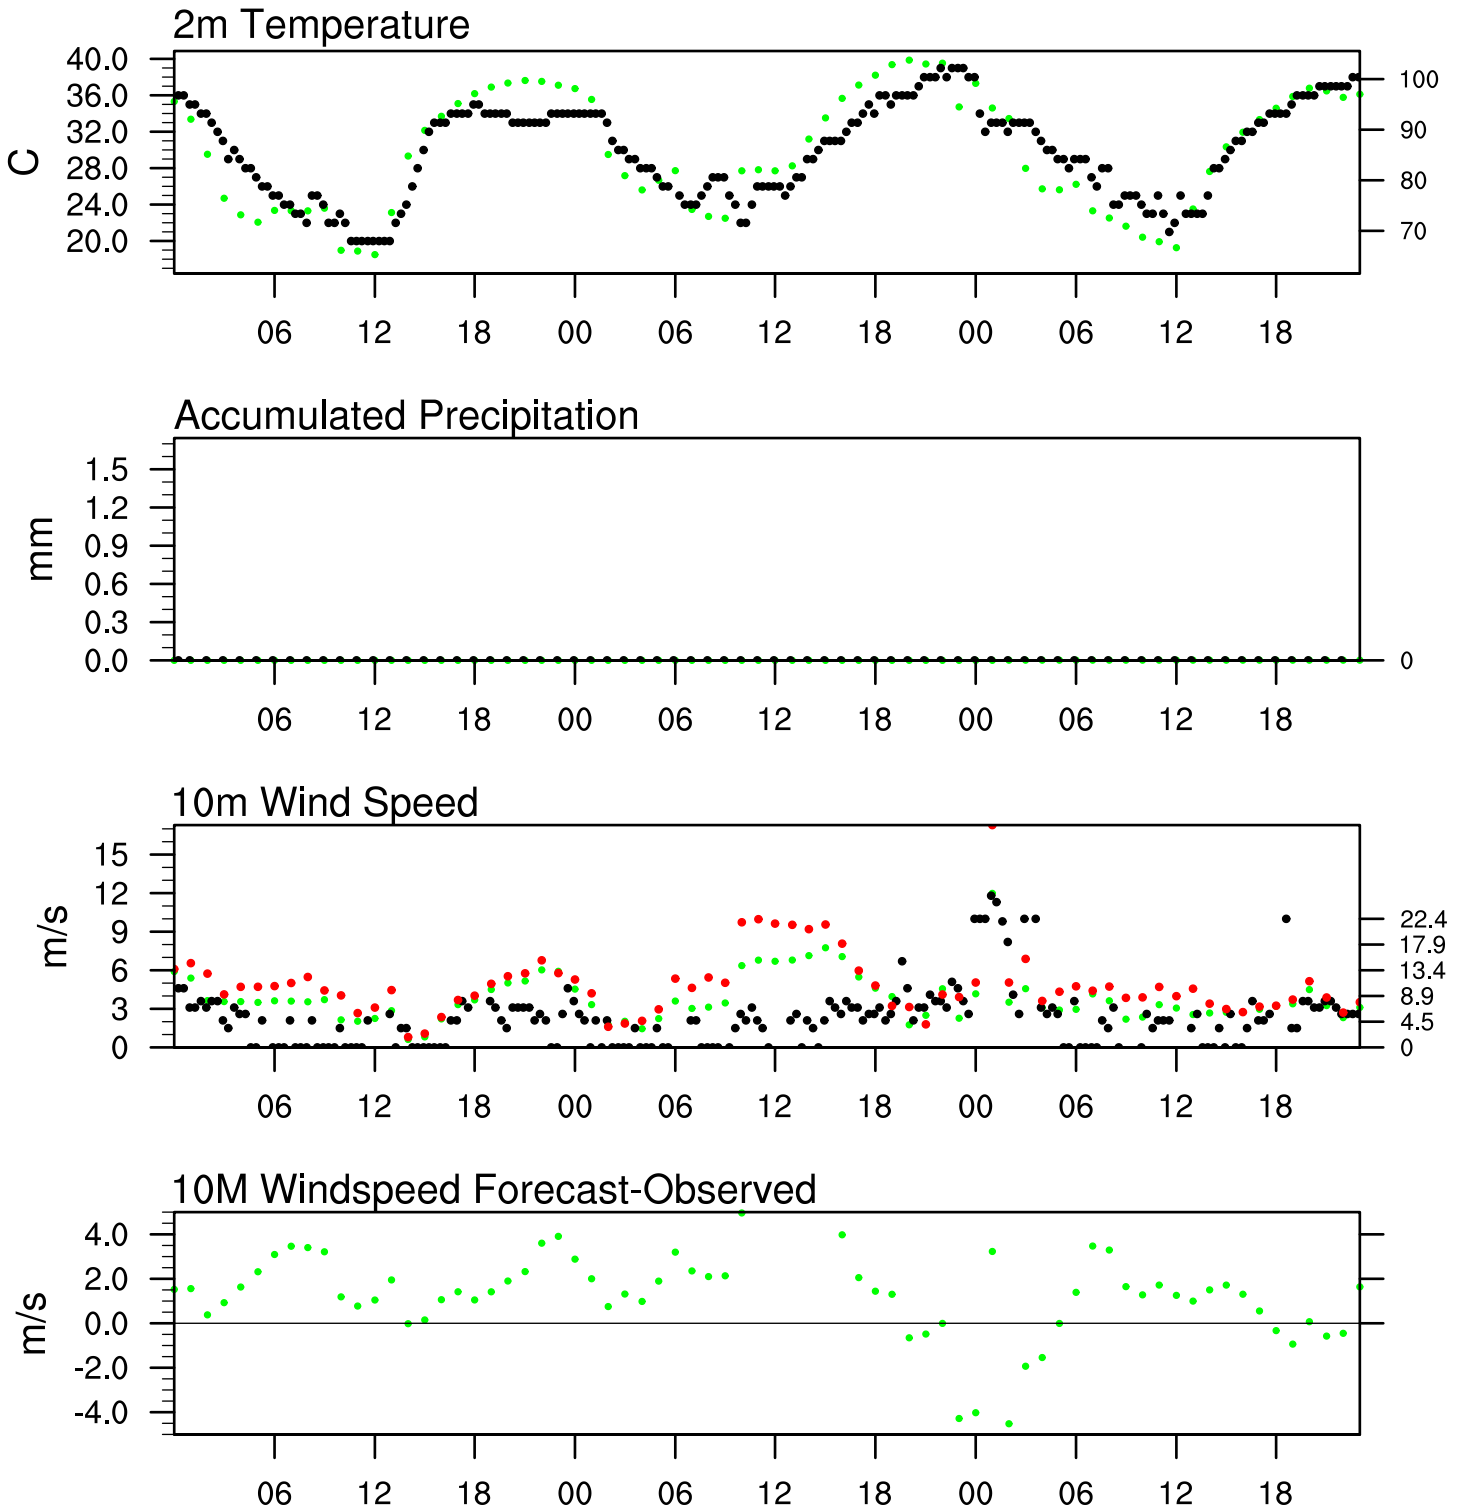 2m Temperature
40.0
36.0
32.0
28.0
24.0
20.0
C
100
90
80
70
06 12 18 00 06 12 18 00 06 12 18
Accumulated Precipitation
1.5
1.2
0.9
0.6
0.3
0.0
mm
0
06 12 18 00 06 12 18 00 06 12 18
10m Wind Speed
15
12
9
6
3
0
m/s
22.4
17.9
13.4
8.9
4.5
0
06 12 18 00 06 12 18 00 06 12 18
10M Windspeed Forecast-Observed
4.0
2.0
0.0
-2.0
-4.0
m/s
06 12 18 00 06 12 18 00 06 12 18